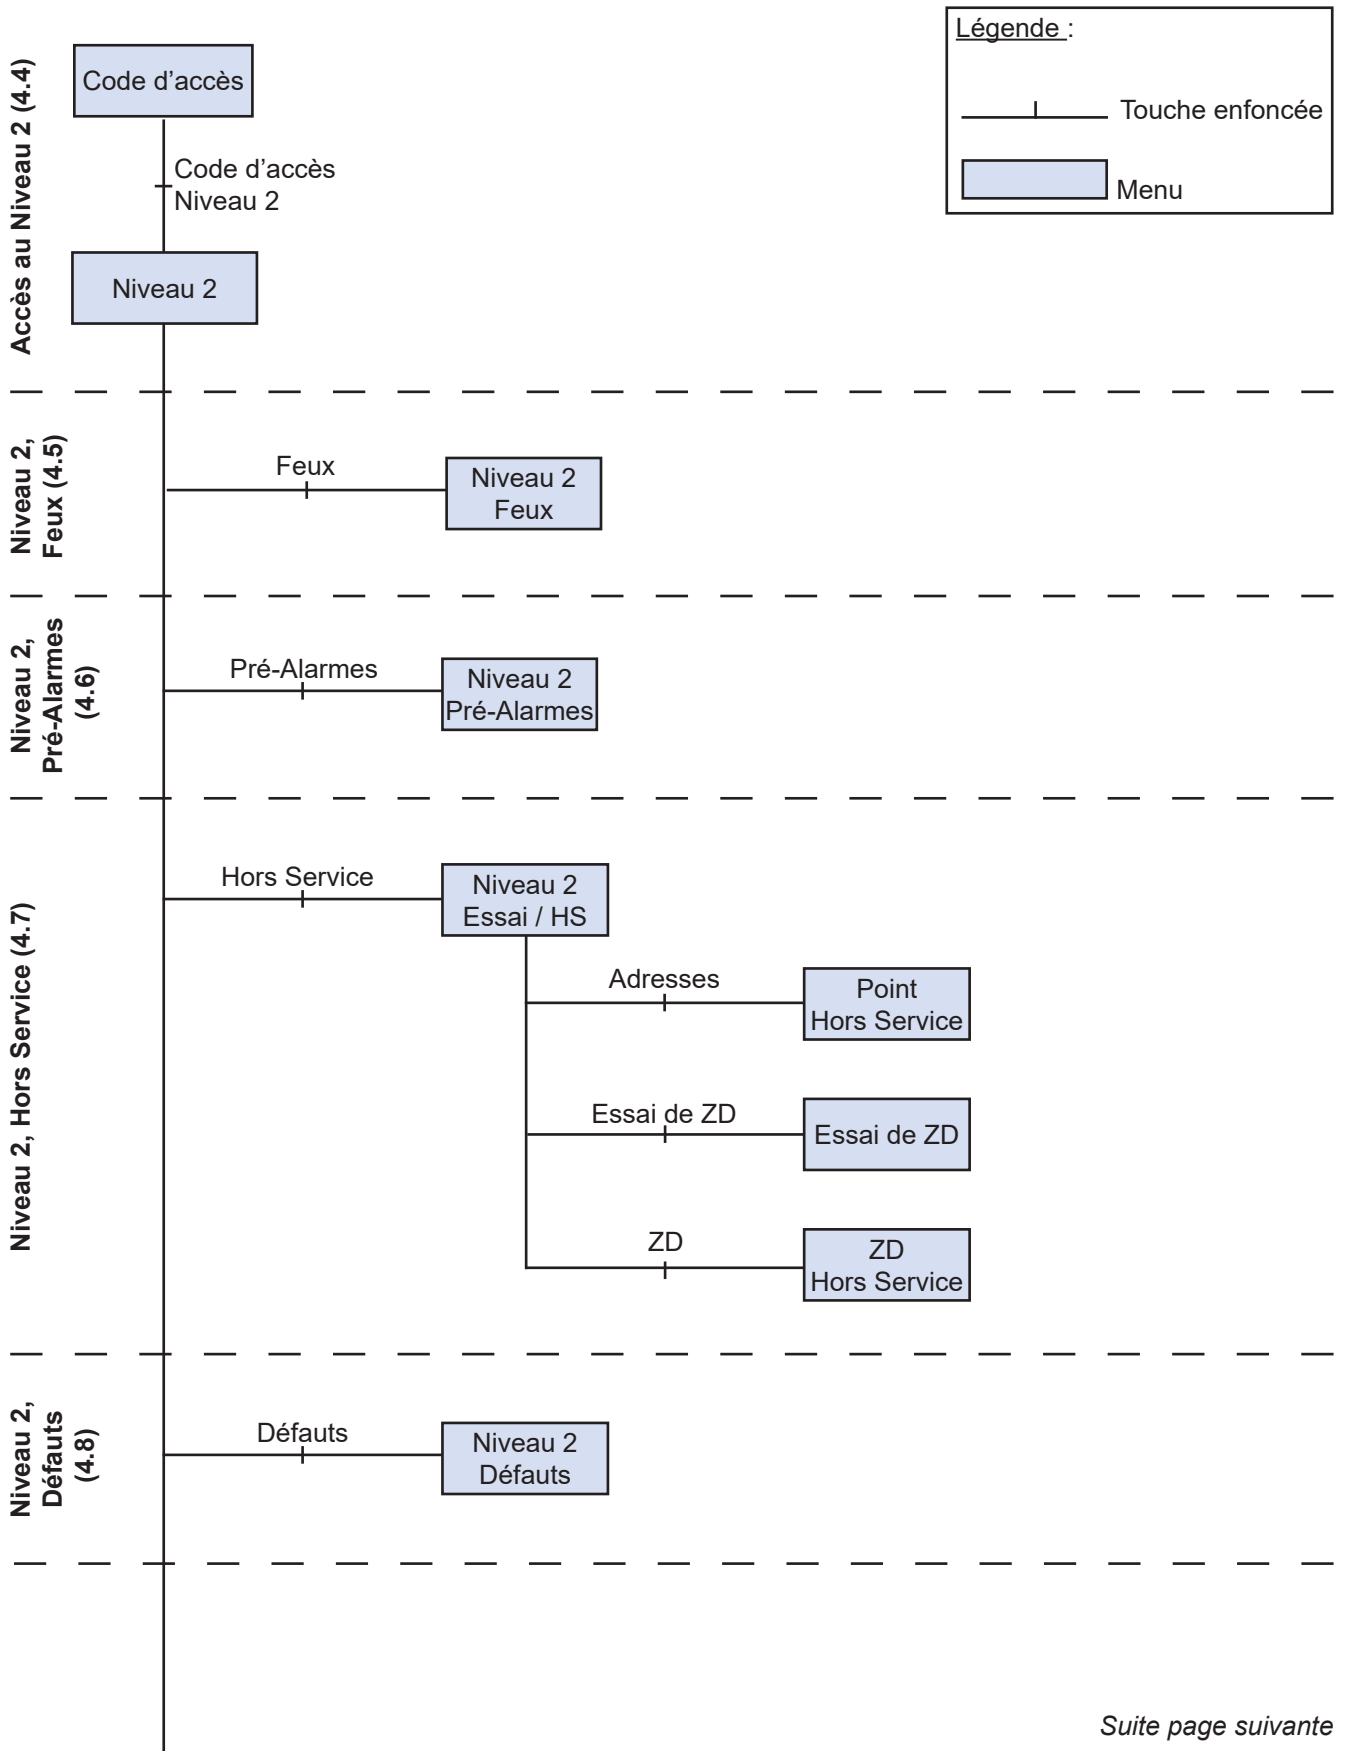 Légende :
Touche enfoncée
Menu
Accès au Niveau 2 (4.4)
Code d'accès
Code d'accès
Niveau 2
Niveau 2
Niveau 2,
Feux (4.5)
Feux
Niveau 2
Feux
Niveau 2,
Pré-Alarmes
(4.6)
Pré-Alarmes
Niveau 2
Pré-Alarmes
Niveau 2, Hors Service (4.7)
Hors Service
Niveau 2
Essai / HS
Adresses
Point
Hors Service
Essai de ZD
Essai de ZD
ZD
ZD
Hors Service
Niveau 2,
Défauts
(4.8)
Défauts
Niveau 2
Défauts
Suite page suivante